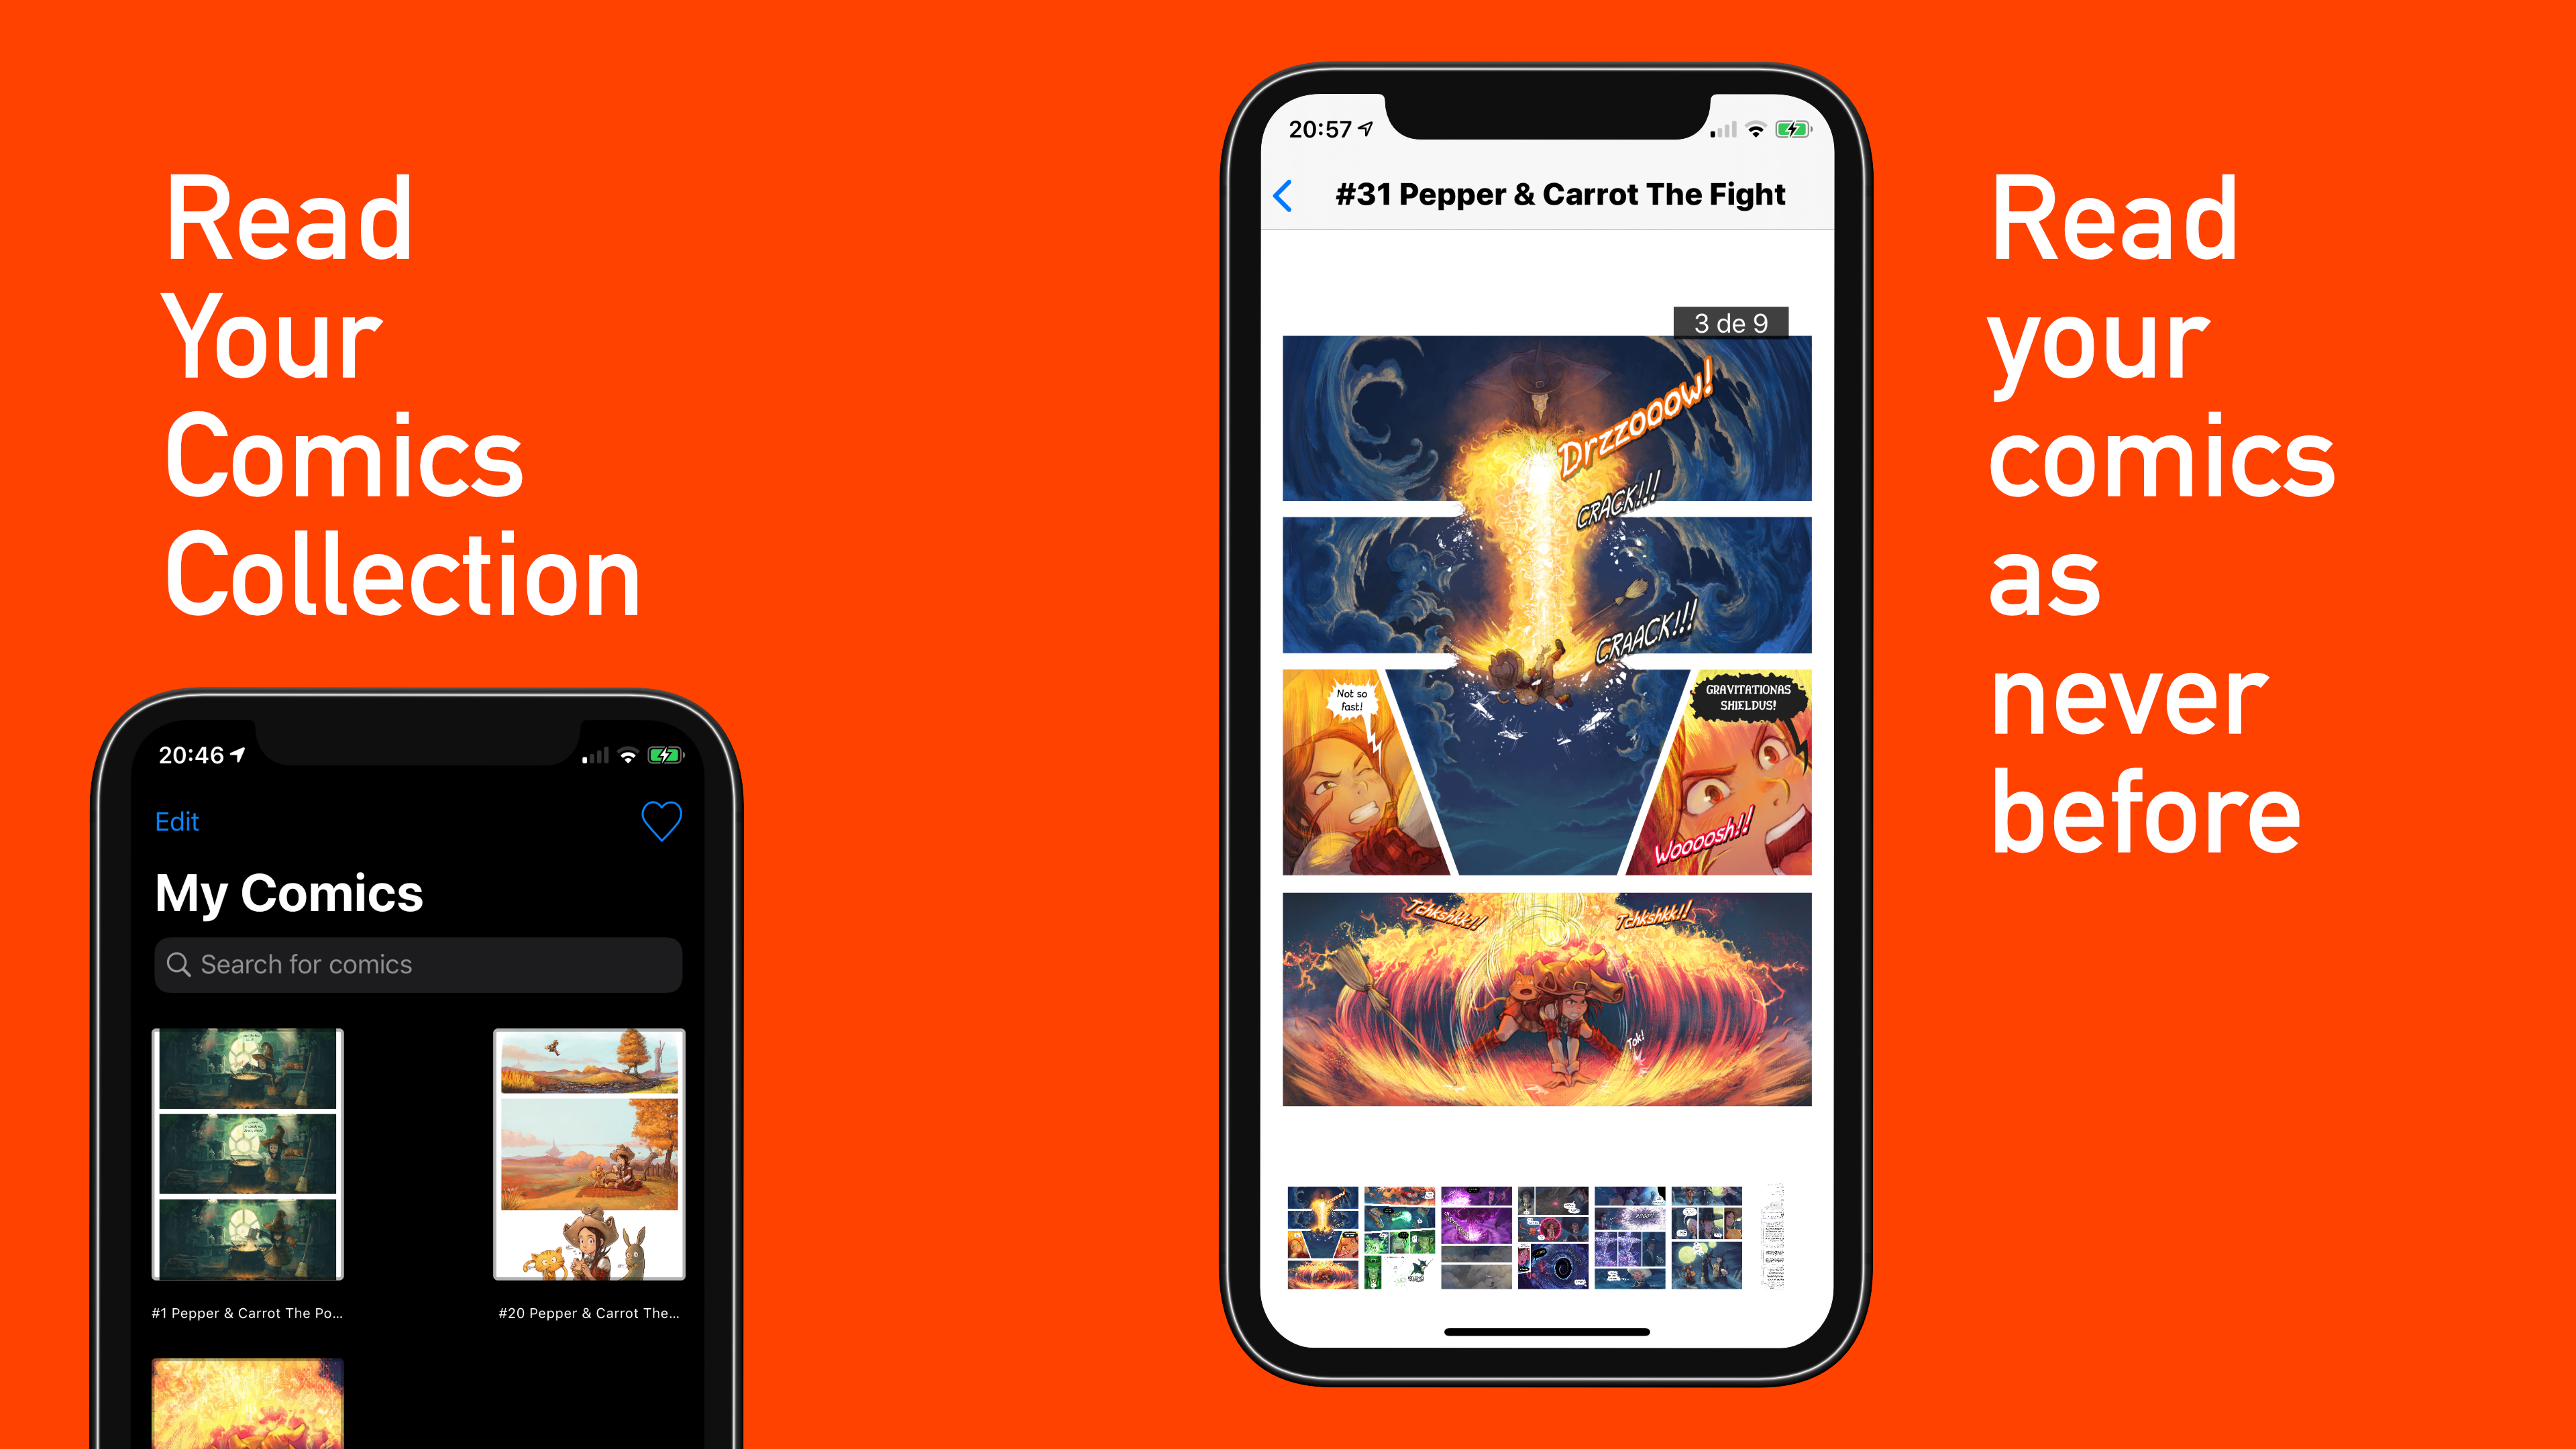 Read
Your
Comics
Collection
20:46
Edit
My Comics
Search for comics
#1 Pepper & Carrot The Po...
#20 Pepper & Carrot The...
20:57
#31 Pepper & Carrot The Fight
3 de 9
Drzzooow!
CRACK!!!
CRAACK!!!
Not so
fast!
GRAVITATIONAS
SHIELDUS!
Woooosh!!
Tchkshkk!!
Tchkshkk!!
Tok!
Read
your
comics
as
never
before